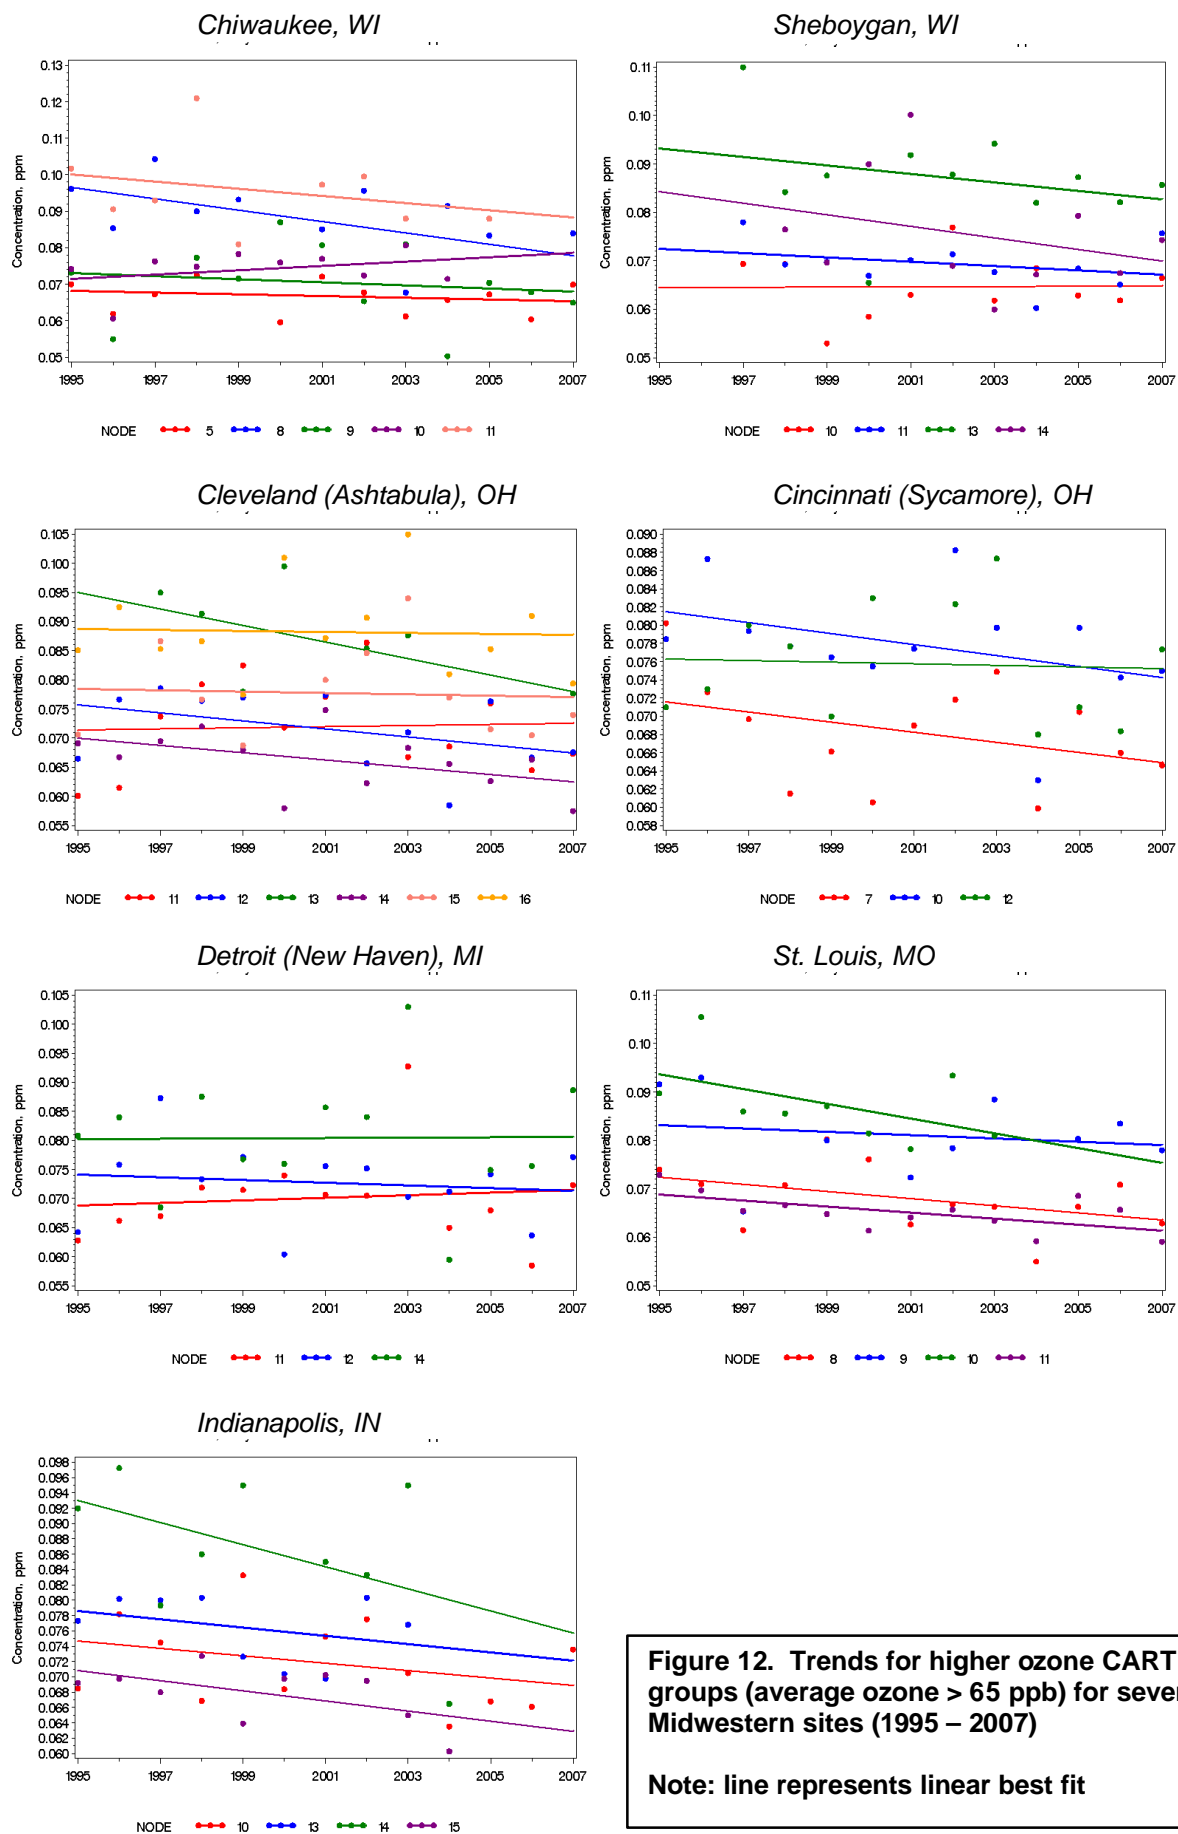 Chiwaukee, WI
Concentration, ppm
0.13
0.12
0.11
0.10
0.09
0.08
0.07
0.06
0.05
1995 1997 1999 2001 2003 2005 2007
NODE 5 8 9 10 11
Sheboygan, WI
Concentration, ppm
0.11
0.10
0.09
0.08
0.07
0.06
0.05
1995 1997 1999 2001 2003 2005 2007
NODE 10 11 13 14
Cleveland (Ashtabula), OH
Concentration, ppm
0.105
0.100
0.095
0.090
0.085
0.080
0.075
0.070
0.065
0.060
0.055
1995 1997 1999 2001 2003 2005 2007
NODE 11 12 13 14 15 16
Cincinnati (Sycamore), OH
Concentration, ppm
0.090
0.088
0.086
0.084
0.082
0.080
0.078
0.076
0.074
0.072
0.070
0.068
0.066
0.064
0.062
0.060
0.058
1995 1997 1999 2001 2003 2005 2007
NODE 7 10 12
Detroit (New Haven), MI
Concentration, ppm
0.105
0.100
0.095
0.090
0.085
0.080
0.075
0.070
0.065
0.060
0.055
1995 1997 1999 2001 2003 2005 2007
NODE 11 12 14
St. Louis, MO
Concentration, ppm
0.11
0.10
0.09
0.08
0.07
0.06
0.05
1995 1997 1999 2001 2003 2005 2007
NODE 8 9 10 11
Indianapolis, IN
Concentration, ppm
0.098
0.096
0.094
0.092
0.090
0.088
0.086
0.084
0.082
0.080
0.078
0.076
0.074
0.072
0.070
0.068
0.066
0.064
0.062
0.060
1995 1997 1999 2001 2003 2005 2007
NODE 10 13 14 15
Figure 12. Trends for higher ozone CART
groups (average ozone > 65 ppb) for seve
Midwestern sites (1995 – 2007)
Note: line represents linear best fit